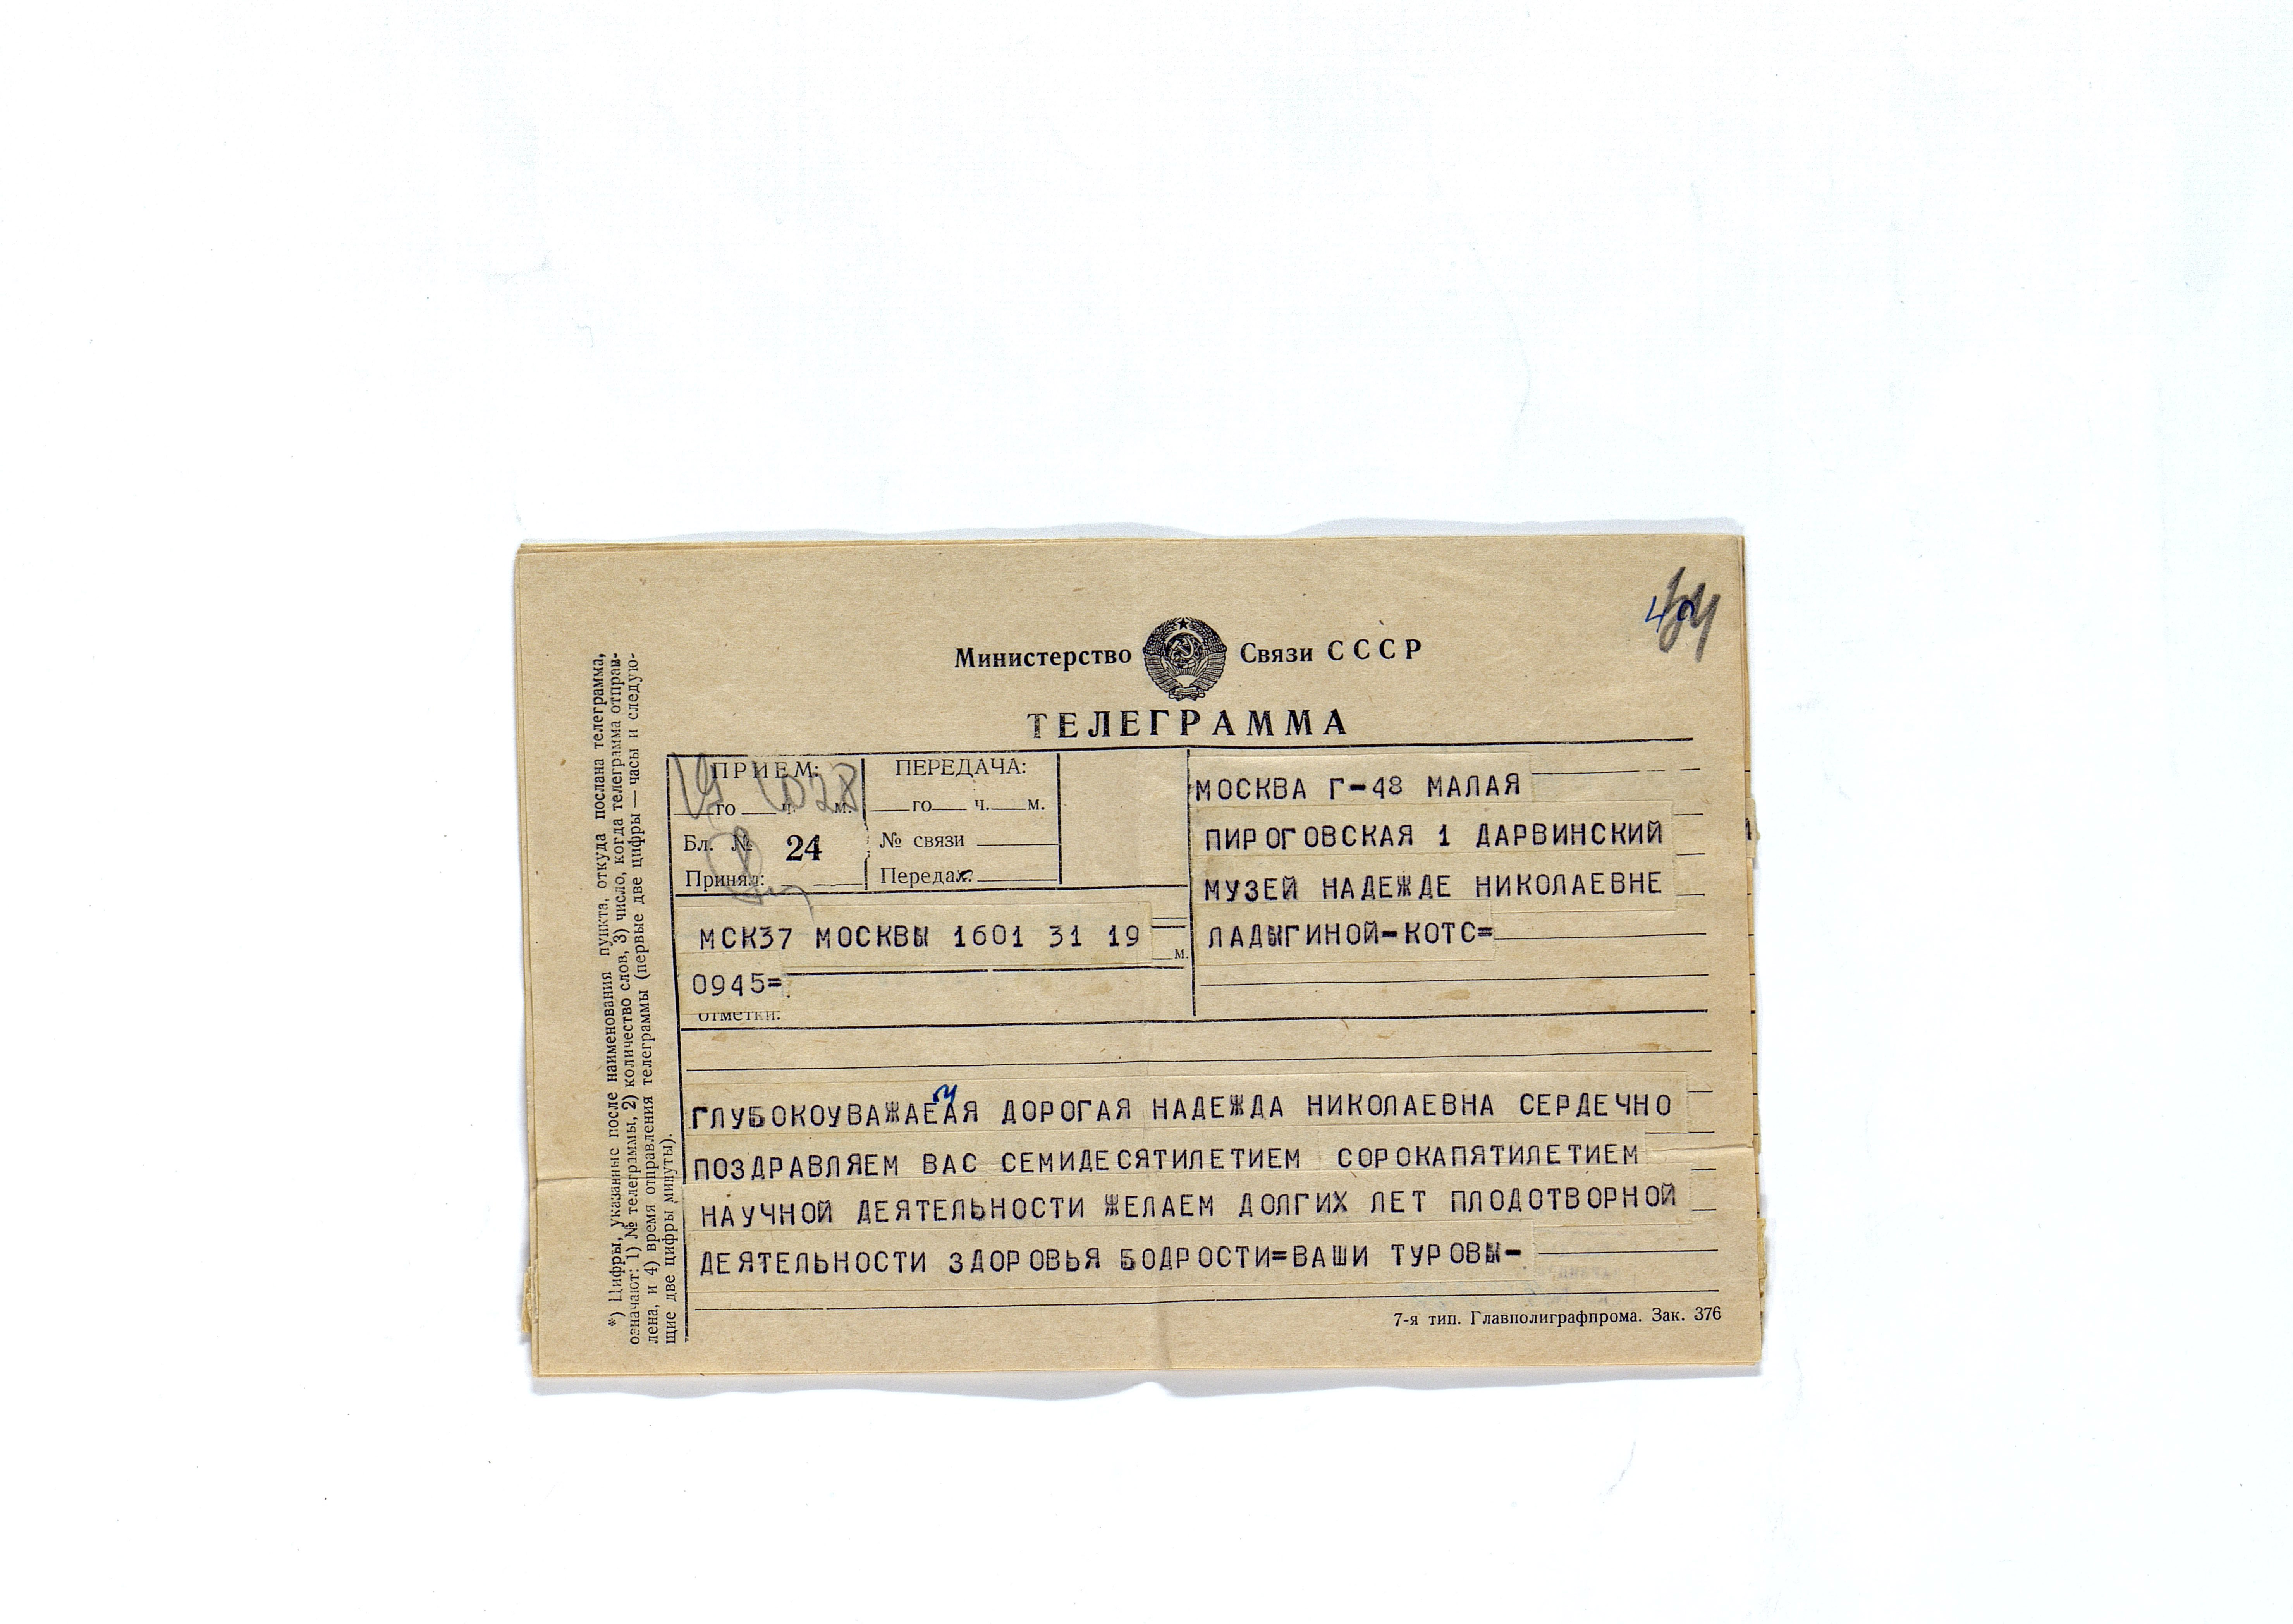 Министерство Связи СССР
ТЕЛЕГРАММА
ПРИЕМ:
19 го ч. 1028 м.
Бл. № 24
Принял:
ПЕРЕДАЧА:
го ч. м.
№ связи
Передал:
МОСКВА Г-48 МАЛАЯ
ПИРОГОВСКАЯ 1 ДАРВИНСКИЙ
МУЗЕЙ НАДЕЖДЕ НИКОЛАЕВНЕ
ЛАДЫГИНОЙ-КОТС=
МСК37 МОСКВЫ 1601 31 19
м.
0945=
отметки:
ГЛУБОКОУВАЖАЕАЯ ДОРОГАЯ НАДЕЖДА НИКОЛАЕВНА СЕРДЕЧНО
ПОЗДРАВЛЯЕМ ВАС СЕМИДЕСЯТИЛЕТИЕМ СОРОКАПЯТИЛЕТИЕМ
НАУЧНОЙ ДЕЯТЕЛЬНОСТИ ЖЕЛАЕМ ДОЛГИХ ЛЕТ ПЛОДОТВОРНОЙ
ДЕЯТЕЛЬНОСТИ ЗДОРОВЬЯ БОДРОСТИ=ВАШИ ТУРОВЫ-
7-я тип. Главполиграфпрома. Зак. 376
*) Цифры, указанные после наименования пункта, откуда послана телеграмма,
означают: 1) № телеграммы, 2) количество слов, 3) число, когда телеграмма отправ-
лена, и 4) время отправления телеграммы (первые две цифры — часы и следую-
щие две цифры минуты).